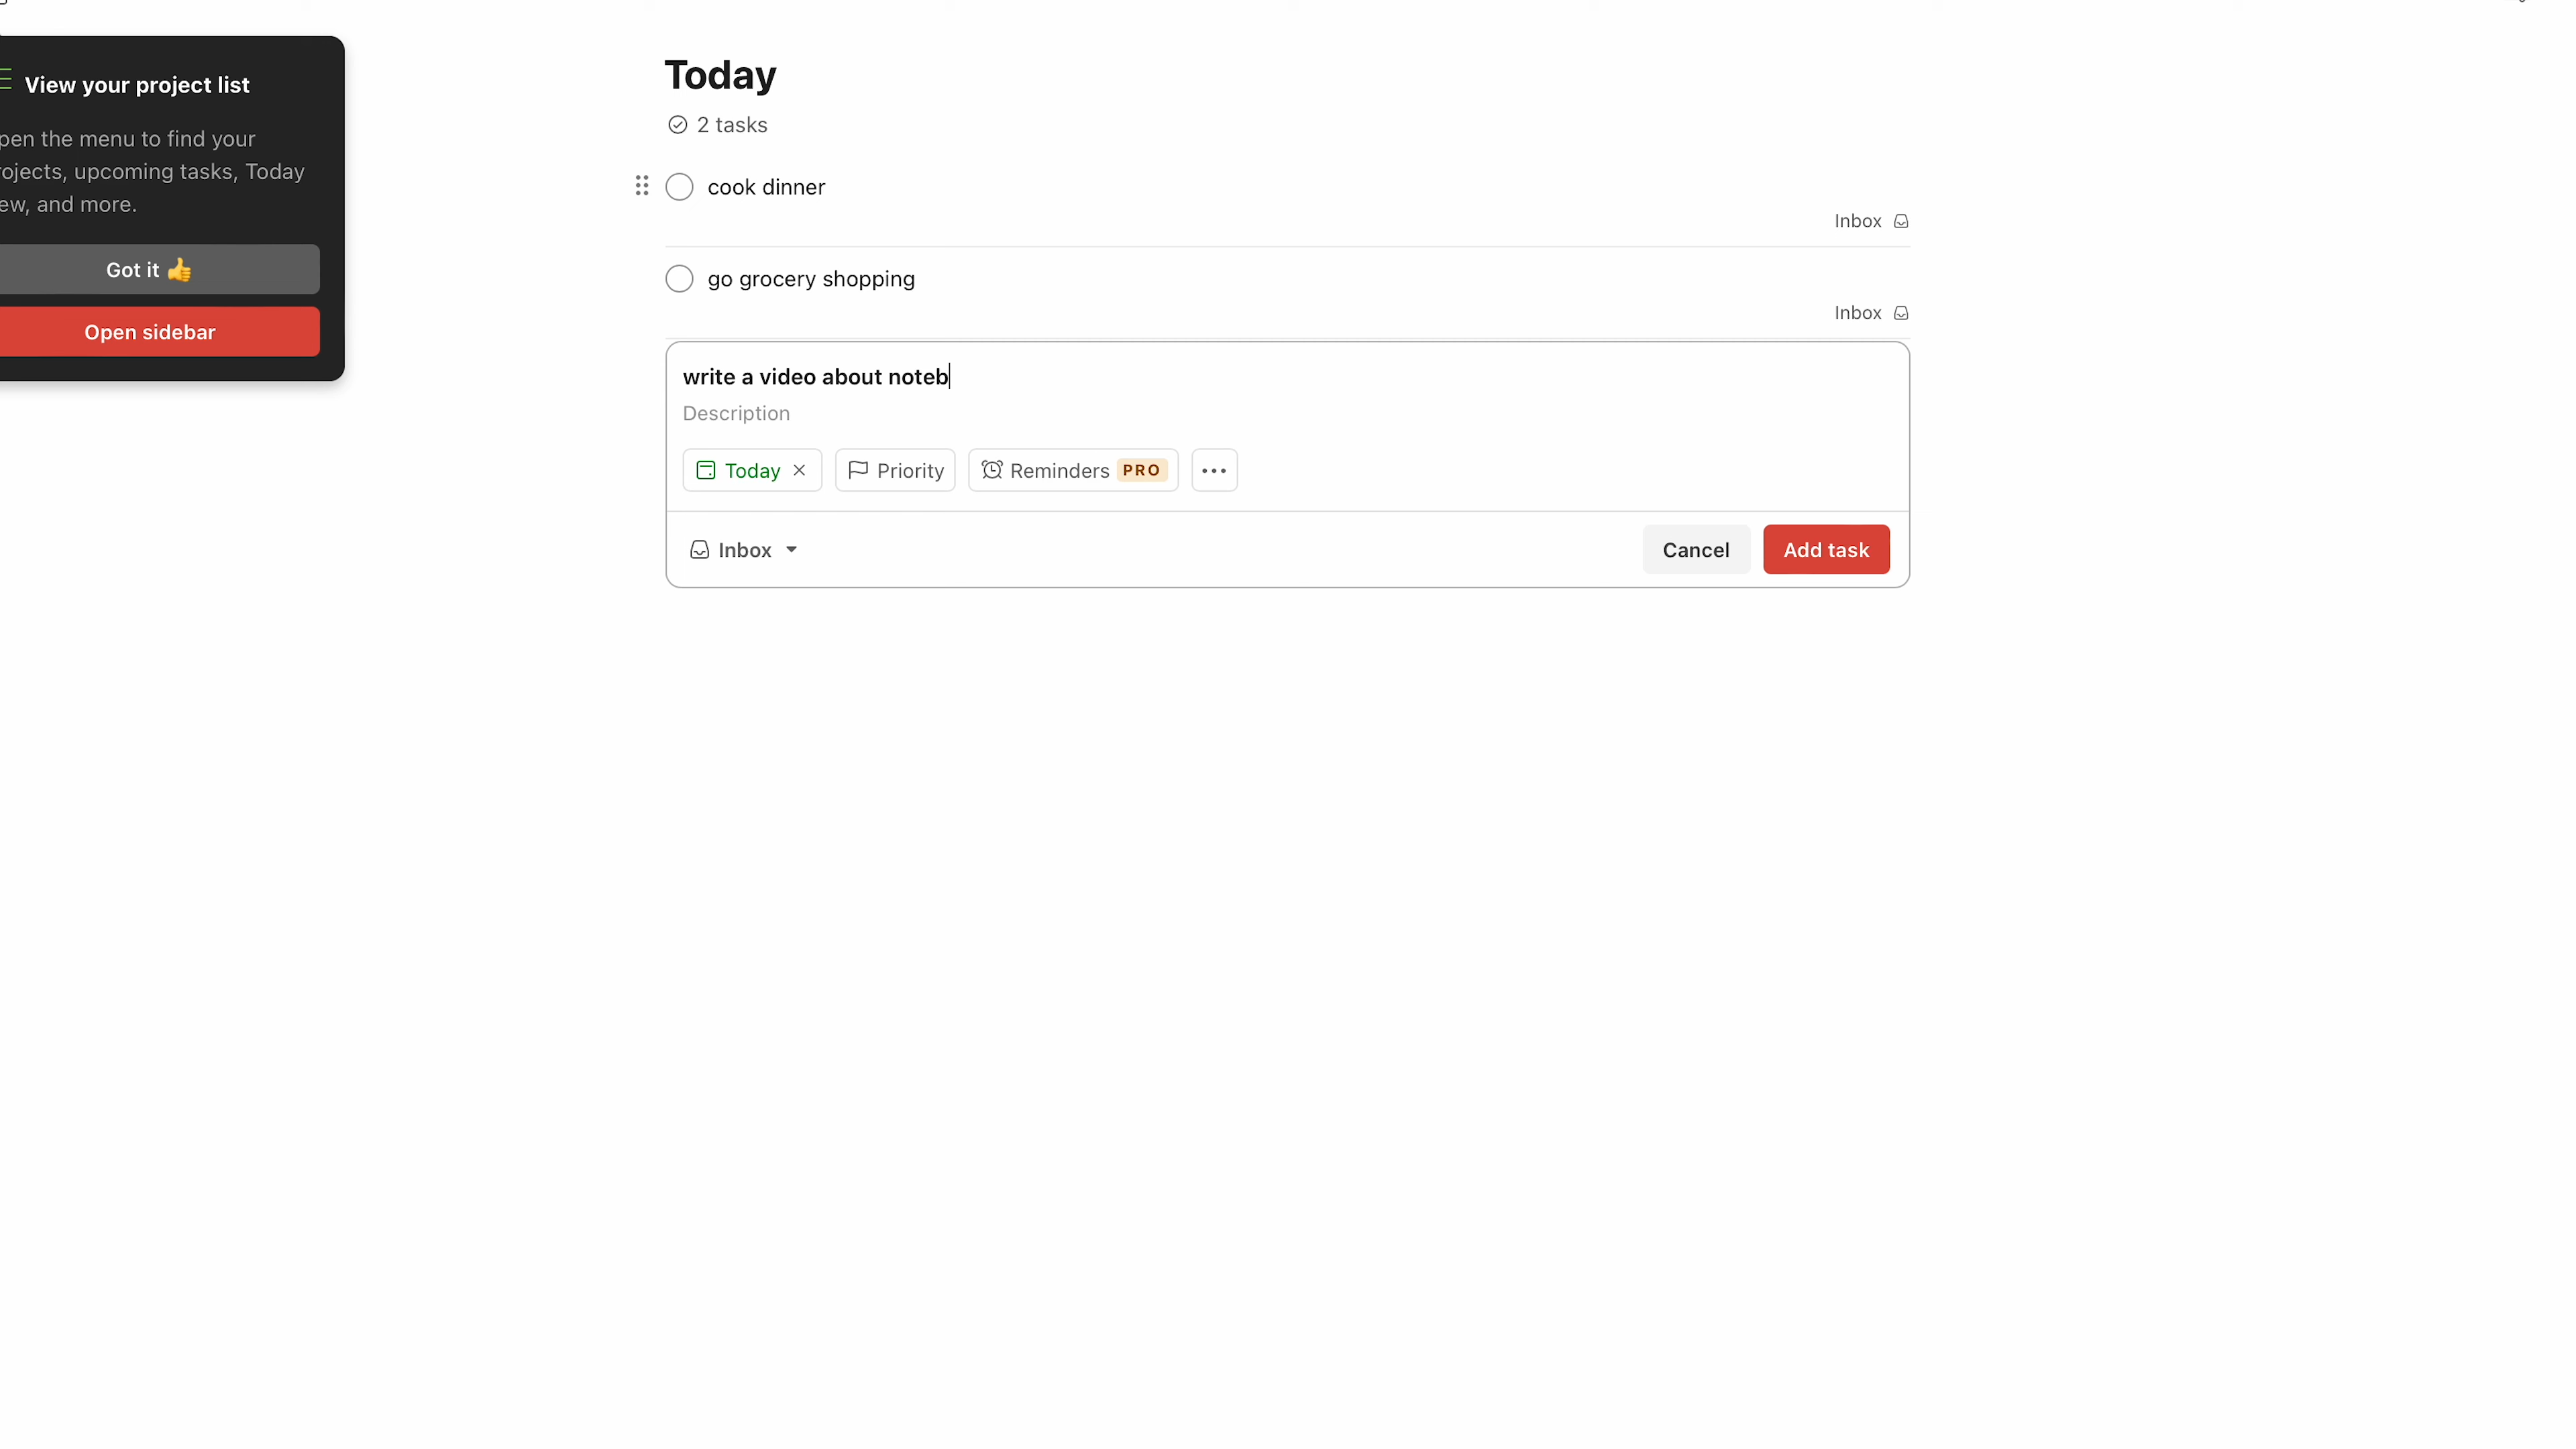 View your project list
pen the menu to find your
ojects, upcoming tasks, Today
ew, and more.
Got it 👍
Open sidebar
Today
2 tasks
cook dinner
Inbox
go grocery shopping
Inbox
write a video about noteb
Description
Today
Priority
Reminders PRO
Inbox
Cancel
Add task